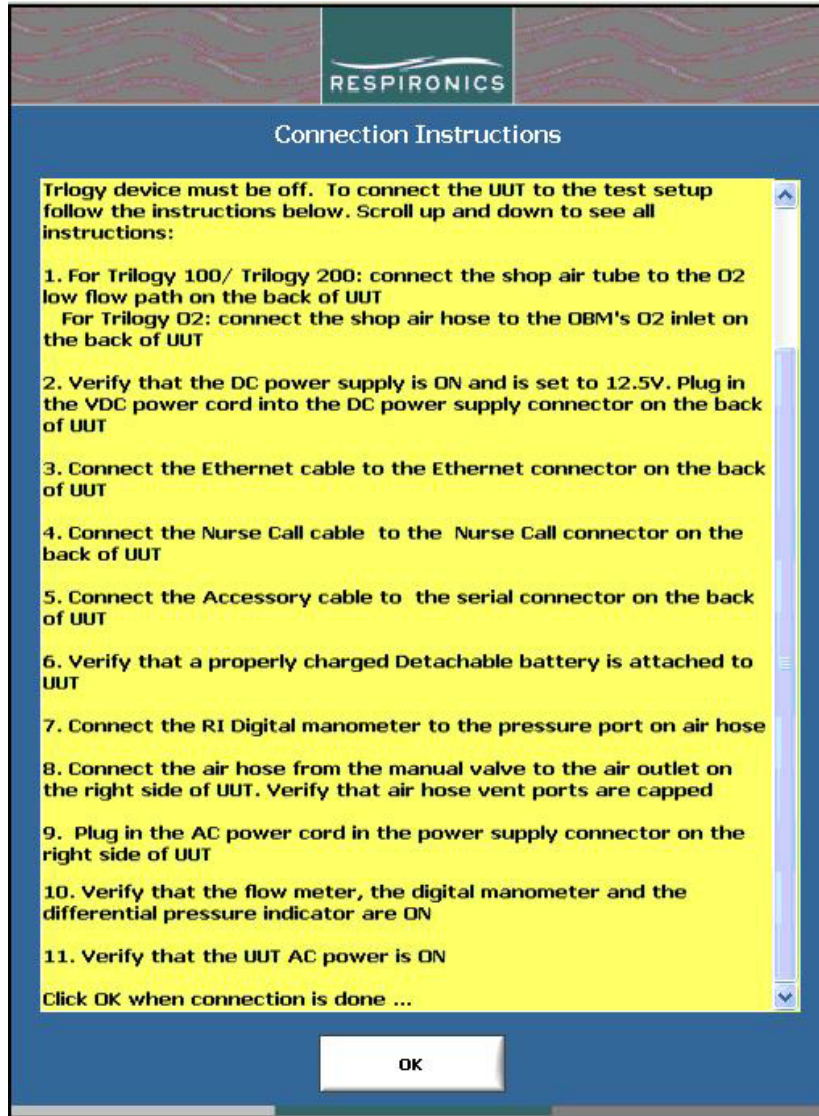 RESPIRONICS
Connection Instructions
Trlogy device must be off. To connect the UUT to the test setup
follow the instructions below. Scroll up and down to see all
instructions:
1. For Trilogy 100/ Trilogy 200: connect the shop air tube to the O2
low flow path on the back of UUT
For Trilogy O2: connect the shop air hose to the OBM's O2 inlet on
the back of UUT
2. Verify that the DC power supply is ON and is set to 12.5V. Plug in
the VDC power cord into the DC power supply connector on the back
of UUT
3. Connect the Ethernet cable to the Ethernet connector on the back
of UUT
4. Connect the Nurse Call cable to the Nurse Call connector on the
back of UUT
5. Connect the Accessory cable to the serial connector on the back
of UUT
6. Verify that a properly charged Detachable battery is attached to
UUT
7. Connect the RI Digital manometer to the pressure port on air hose
8. Connect the air hose from the manual valve to the air outlet on
the right side of UUT. Verify that air hose vent ports are capped
9. Plug in the AC power cord in the power supply connector on the
right side of UUT
10. Verify that the flow meter, the digital manometer and the
differential pressure indicator are ON
11. Verify that the UUT AC power is ON
Click OK when connection is done ...
OK